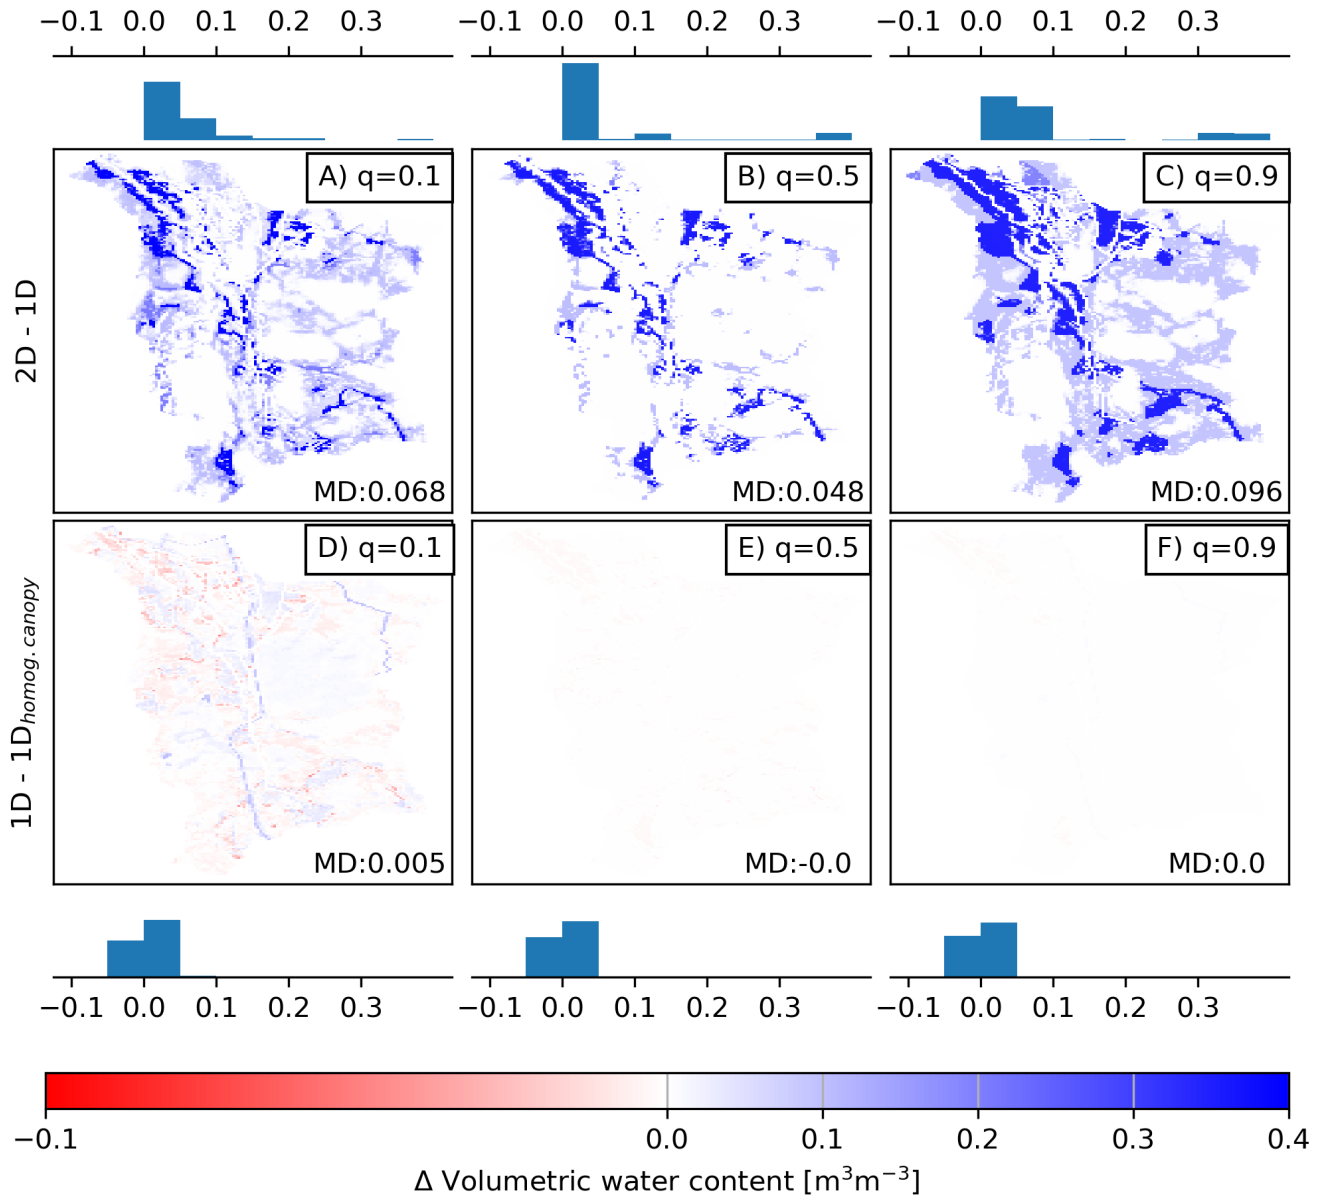 −0.1 0.0 0.1 0.2 0.3 −0.1 0.0 0.1 0.2 0.3 −0.1 0.0 0.1 0.2 0.3
2D - 1D
A) q=0.1
MD:0.068
B) q=0.5
MD:0.048
C) q=0.9
MD:0.096
1D - 1D_{homog. canopy}
D) q=0.1
MD:0.005
E) q=0.5
MD:-0.0
F) q=0.9
MD:0.0
−0.1 0.0 0.1 0.2 0.3 −0.1 0.0 0.1 0.2 0.3 −0.1 0.0 0.1 0.2 0.3
−0.1 0.0 0.1 0.2 0.3 0.4
Δ Volumetric water content [m³m⁻³]